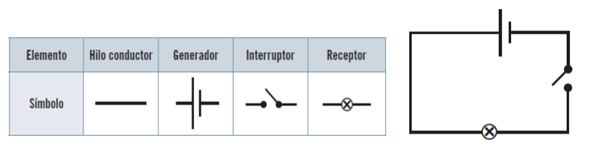 Elemento Hilo conductor Generador Interruptor Receptor
Símbolo